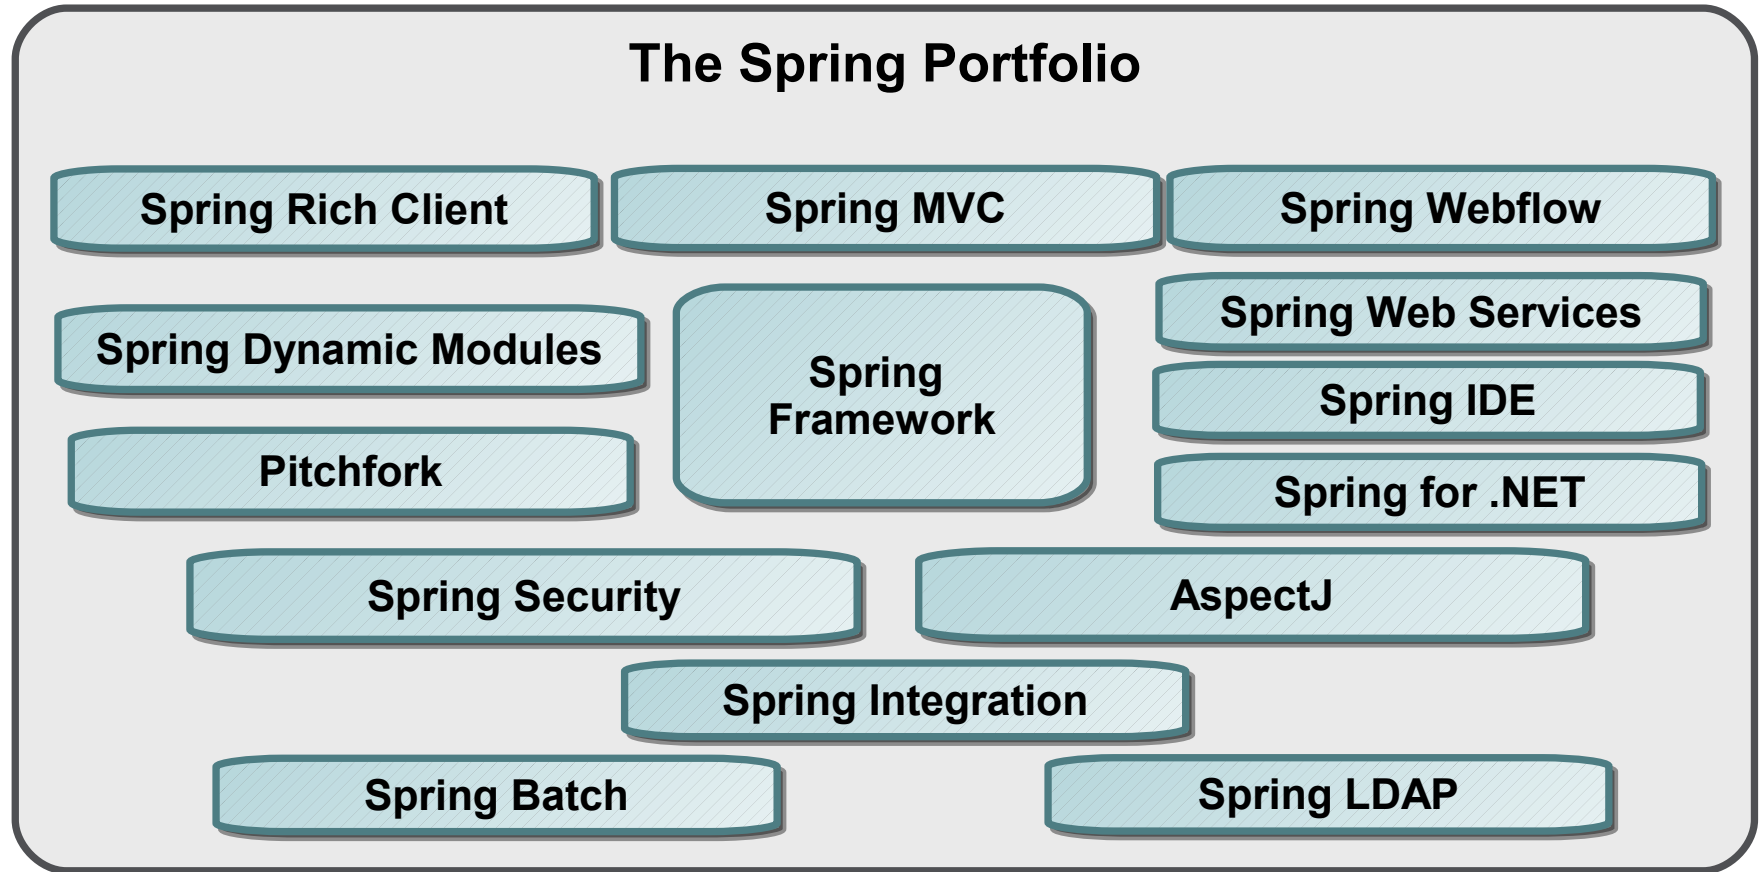 The Spring Portfolio
Spring Rich Client
Spring MVC
Spring Webflow
Spring Dynamic Modules
Spring
Framework
Spring Web Services
Spring IDE
Pitchfork
Spring for .NET
Spring Security
AspectJ
Spring Integration
Spring Batch
Spring LDAP